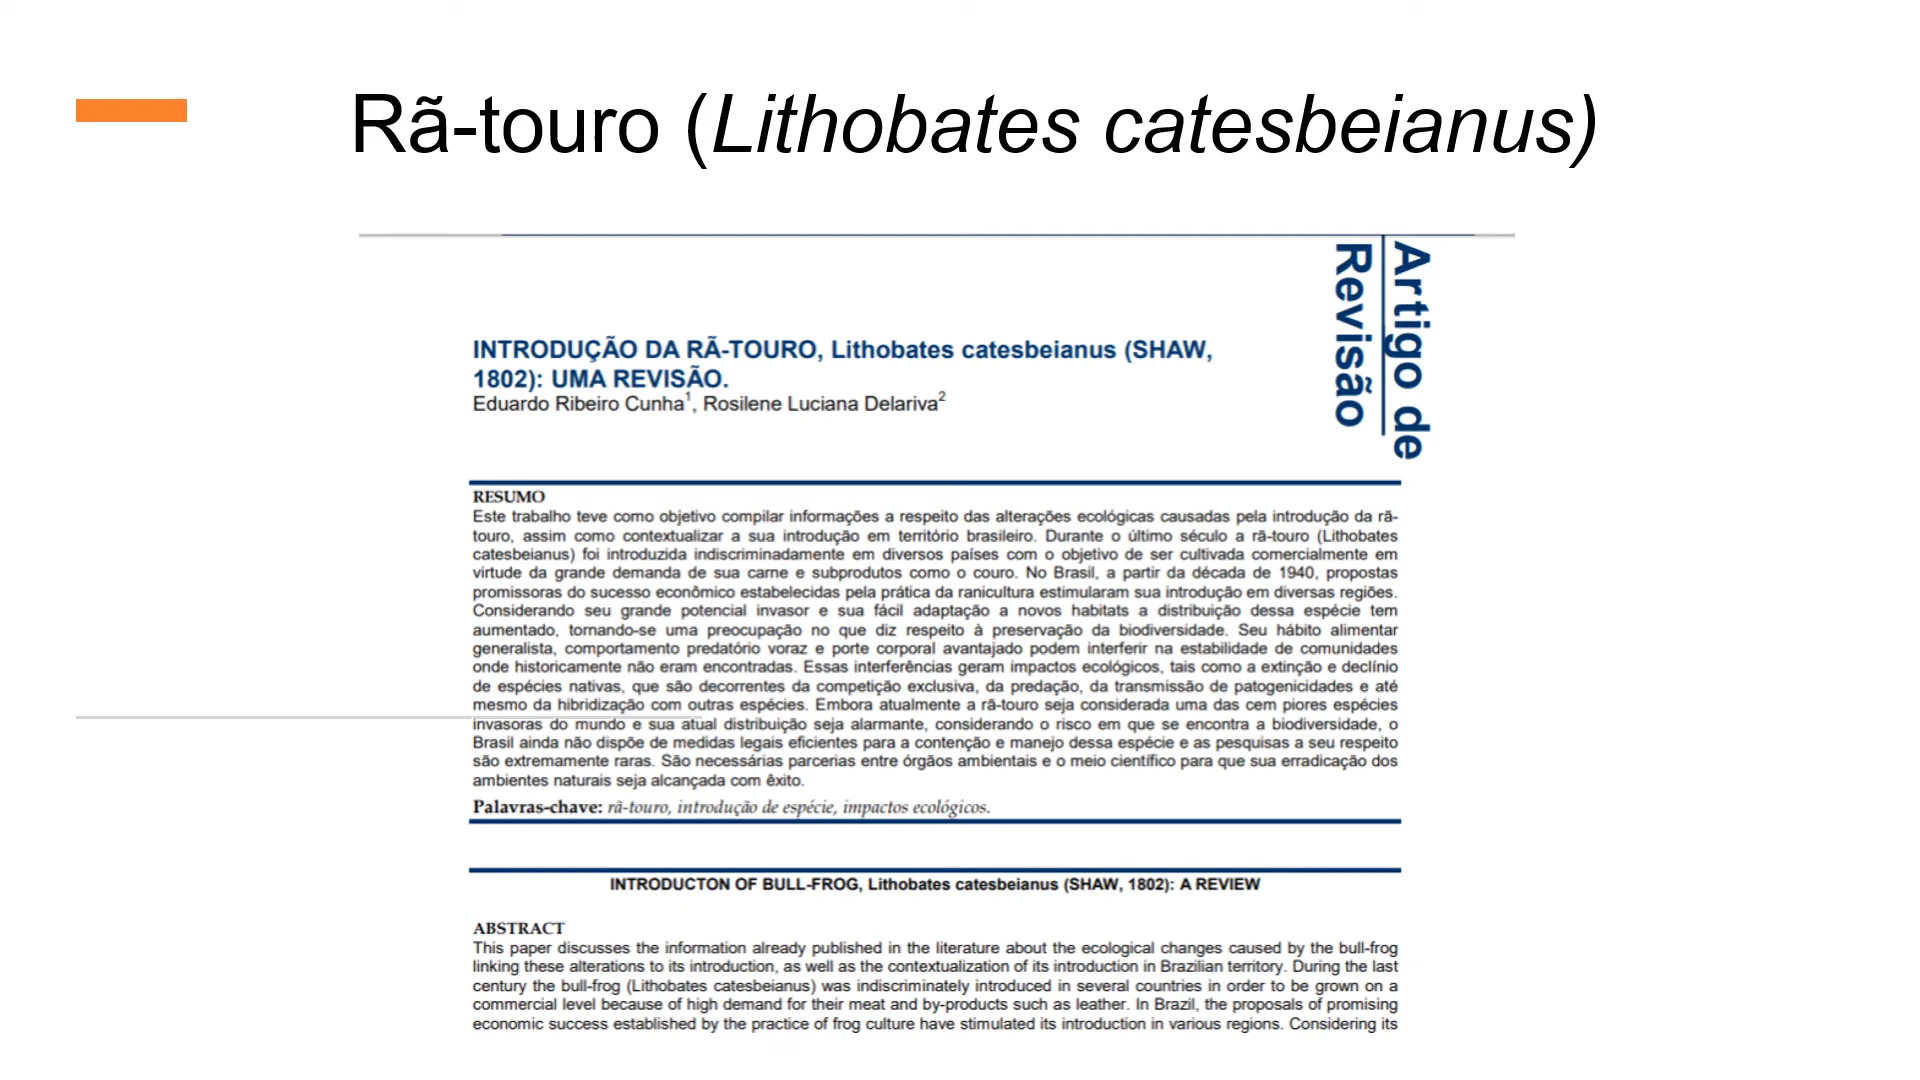 Rã-touro (Lithobates catesbeianus)
Artigo de
Revisão
INTRODUÇÃO DA RÃ-TOURO, Lithobates catesbeianus (SHAW,
1802): UMA REVISÃO.
Eduardo Ribeiro Cunha1, Rosilene Luciana Delariva2
RESUMO
Este trabalho teve como objetivo compilar informações a respeito das alterações ecológicas causadas pela introdução da rã-
touro, assim como contextualizar a sua introdução em território brasileiro. Durante o último século a rã-touro (Lithobates
catesbeianus) foi introduzida indiscriminadamente em diversos países com o objetivo de ser cultivada comercialmente em
virtude da grande demanda de sua carne e subprodutos como o couro. No Brasil, a partir da década de 1940, propostas
promissoras do sucesso econômico estabelecidas pela prática da ranicultura estimularam sua introdução em diversas regiões.
Considerando seu grande potencial invasor e sua fácil adaptação a novos habitats a distribuição dessa espécie tem
aumentado, tornando-se uma preocupação no que diz respeito à preservação da biodiversidade. Seu hábito alimentar
generalista, comportamento predatório voraz e porte corporal avantajado podem interferir na estabilidade de comunidades
onde historicamente não eram encontradas. Essas interferências geram impactos ecológicos, tais como a extinção e declínio
de espécies nativas, que são decorrentes da competição exclusiva, da predação, da transmissão de patogenicidades e até
mesmo da hibridização com outras espécies. Embora atualmente a rã-touro seja considerada uma das cem piores espécies
invasoras do mundo e sua atual distribuição seja alarmante, considerando o risco em que se encontra a biodiversidade, o
Brasil ainda não dispõe de medidas legais eficientes para a contenção e manejo dessa espécie e as pesquisas a seu respeito
são extremamente raras. São necessárias parcerias entre órgãos ambientais e o meio científico para que sua erradicação dos
ambientes naturais seja alcançada com êxito.
Palavras-chave: rã-touro, introdução de espécie, impactos ecológicos.
INTRODUCTON OF BULL-FROG, Lithobates catesbeianus (SHAW, 1802): A REVIEW
ABSTRACT
This paper discusses the information already published in the literature about the ecological changes caused by the bull-frog
linking these alterations to its introduction, as well as the contextualization of its introduction in Brazilian territory. During the last
century the bull-frog (Lithobates catesbeianus) was indiscriminately introduced in several countries in order to be grown on a
commercial level because of high demand for their meat and by-products such as leather. In Brazil, the proposals of promising
economic success established by the practice of frog culture have stimulated its introduction in various regions. Considering its